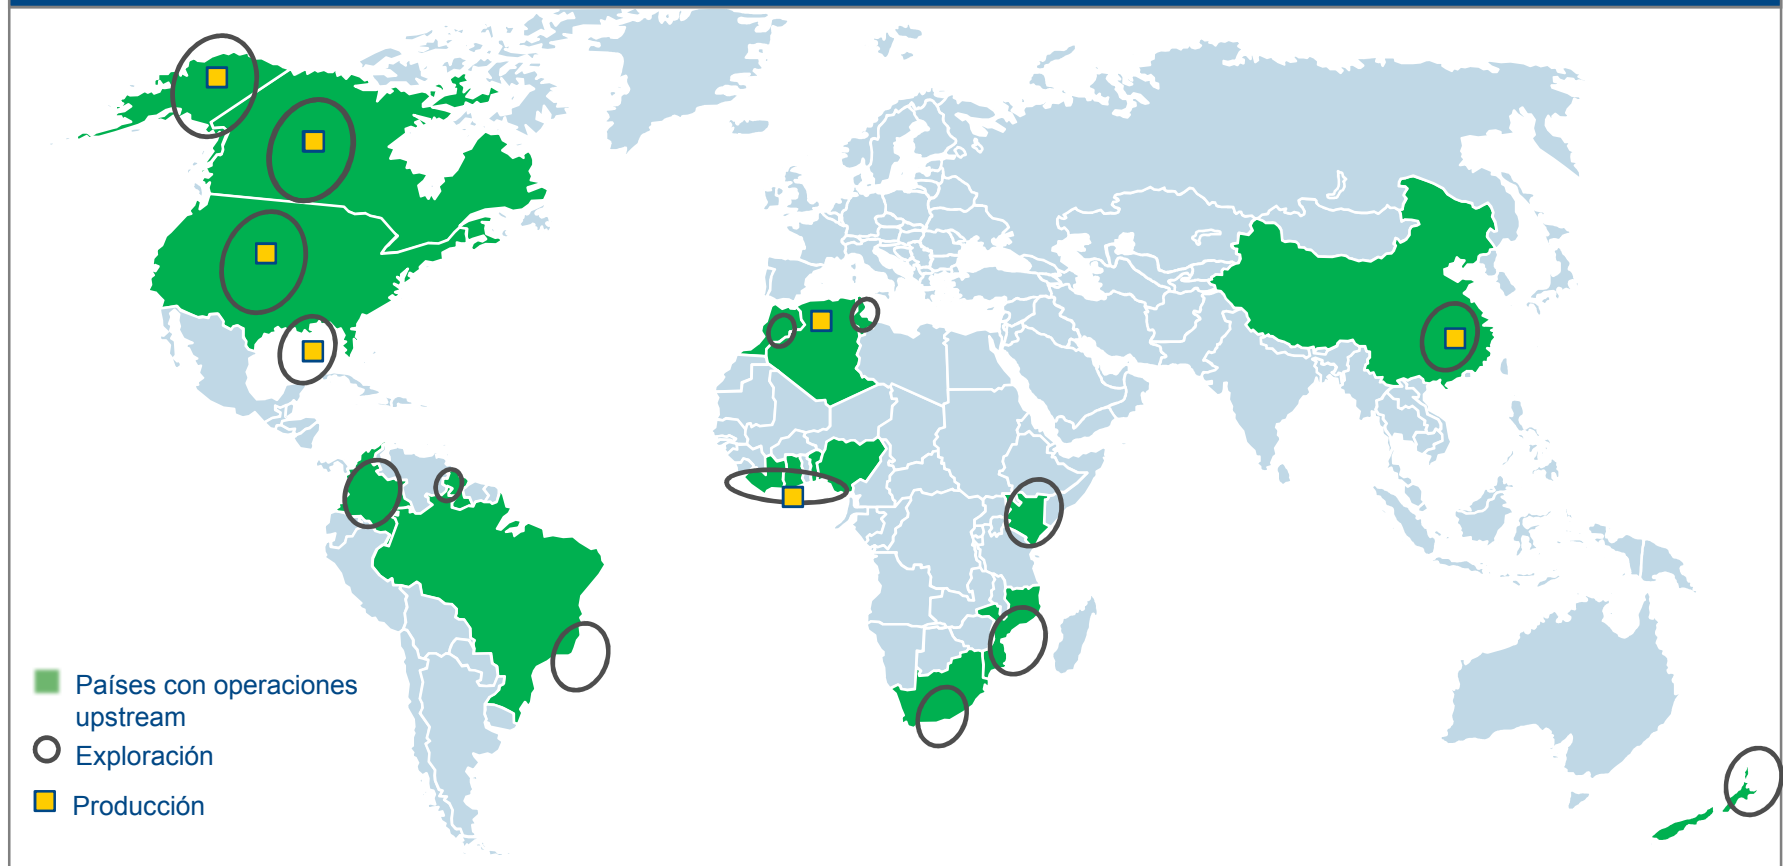 Países con operaciones
upstream
Exploración
Producción